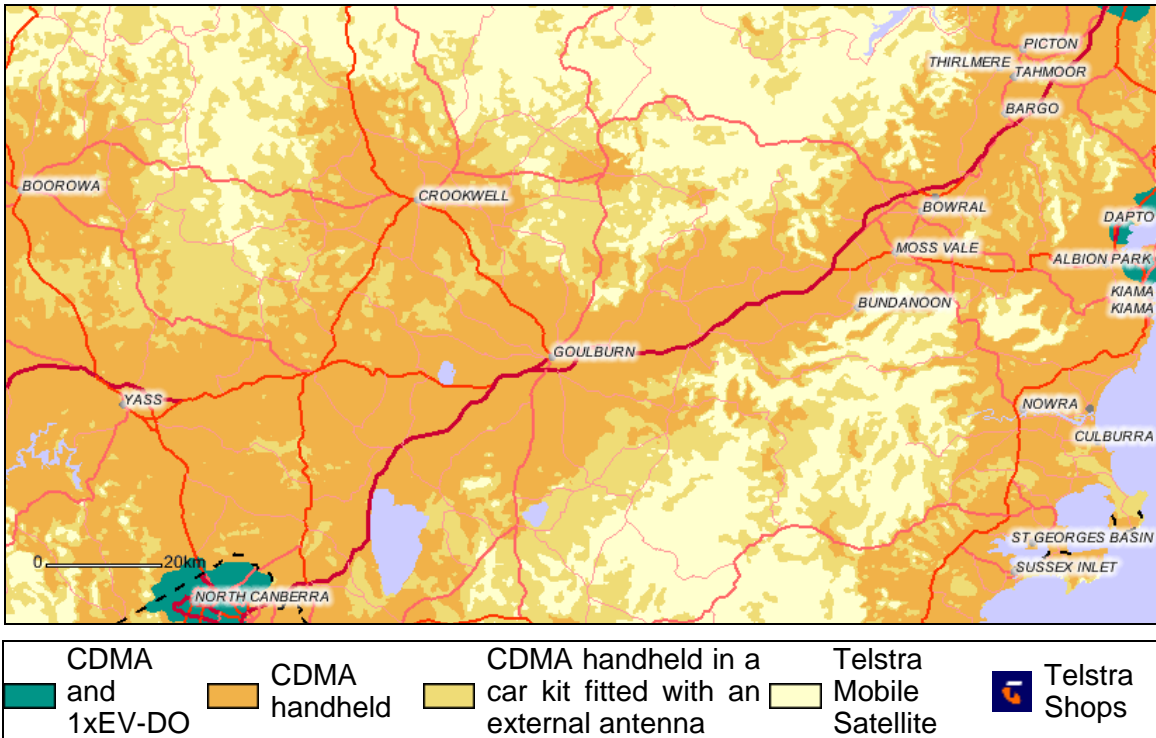 PICTON
THIRLMERE
TAHMOOR
BARGO
BOOROWA
CROOKWELL
BOWRAL
DAPTO
MOSS VALE
ALBION PARK
KIAMA
BUNDANOON
KIAMA
GOULBURN
YASS
NOWRA
CULBURRA
ST GEORGES BASIN
0 20km
SUSSEX INLET
NORTH CANBERRA
CDMA
and
1xEV-DO
CDMA
handheld
CDMA handheld in a
car kit fitted with an
external antenna
Telstra
Mobile
Satellite
Telstra
Shops